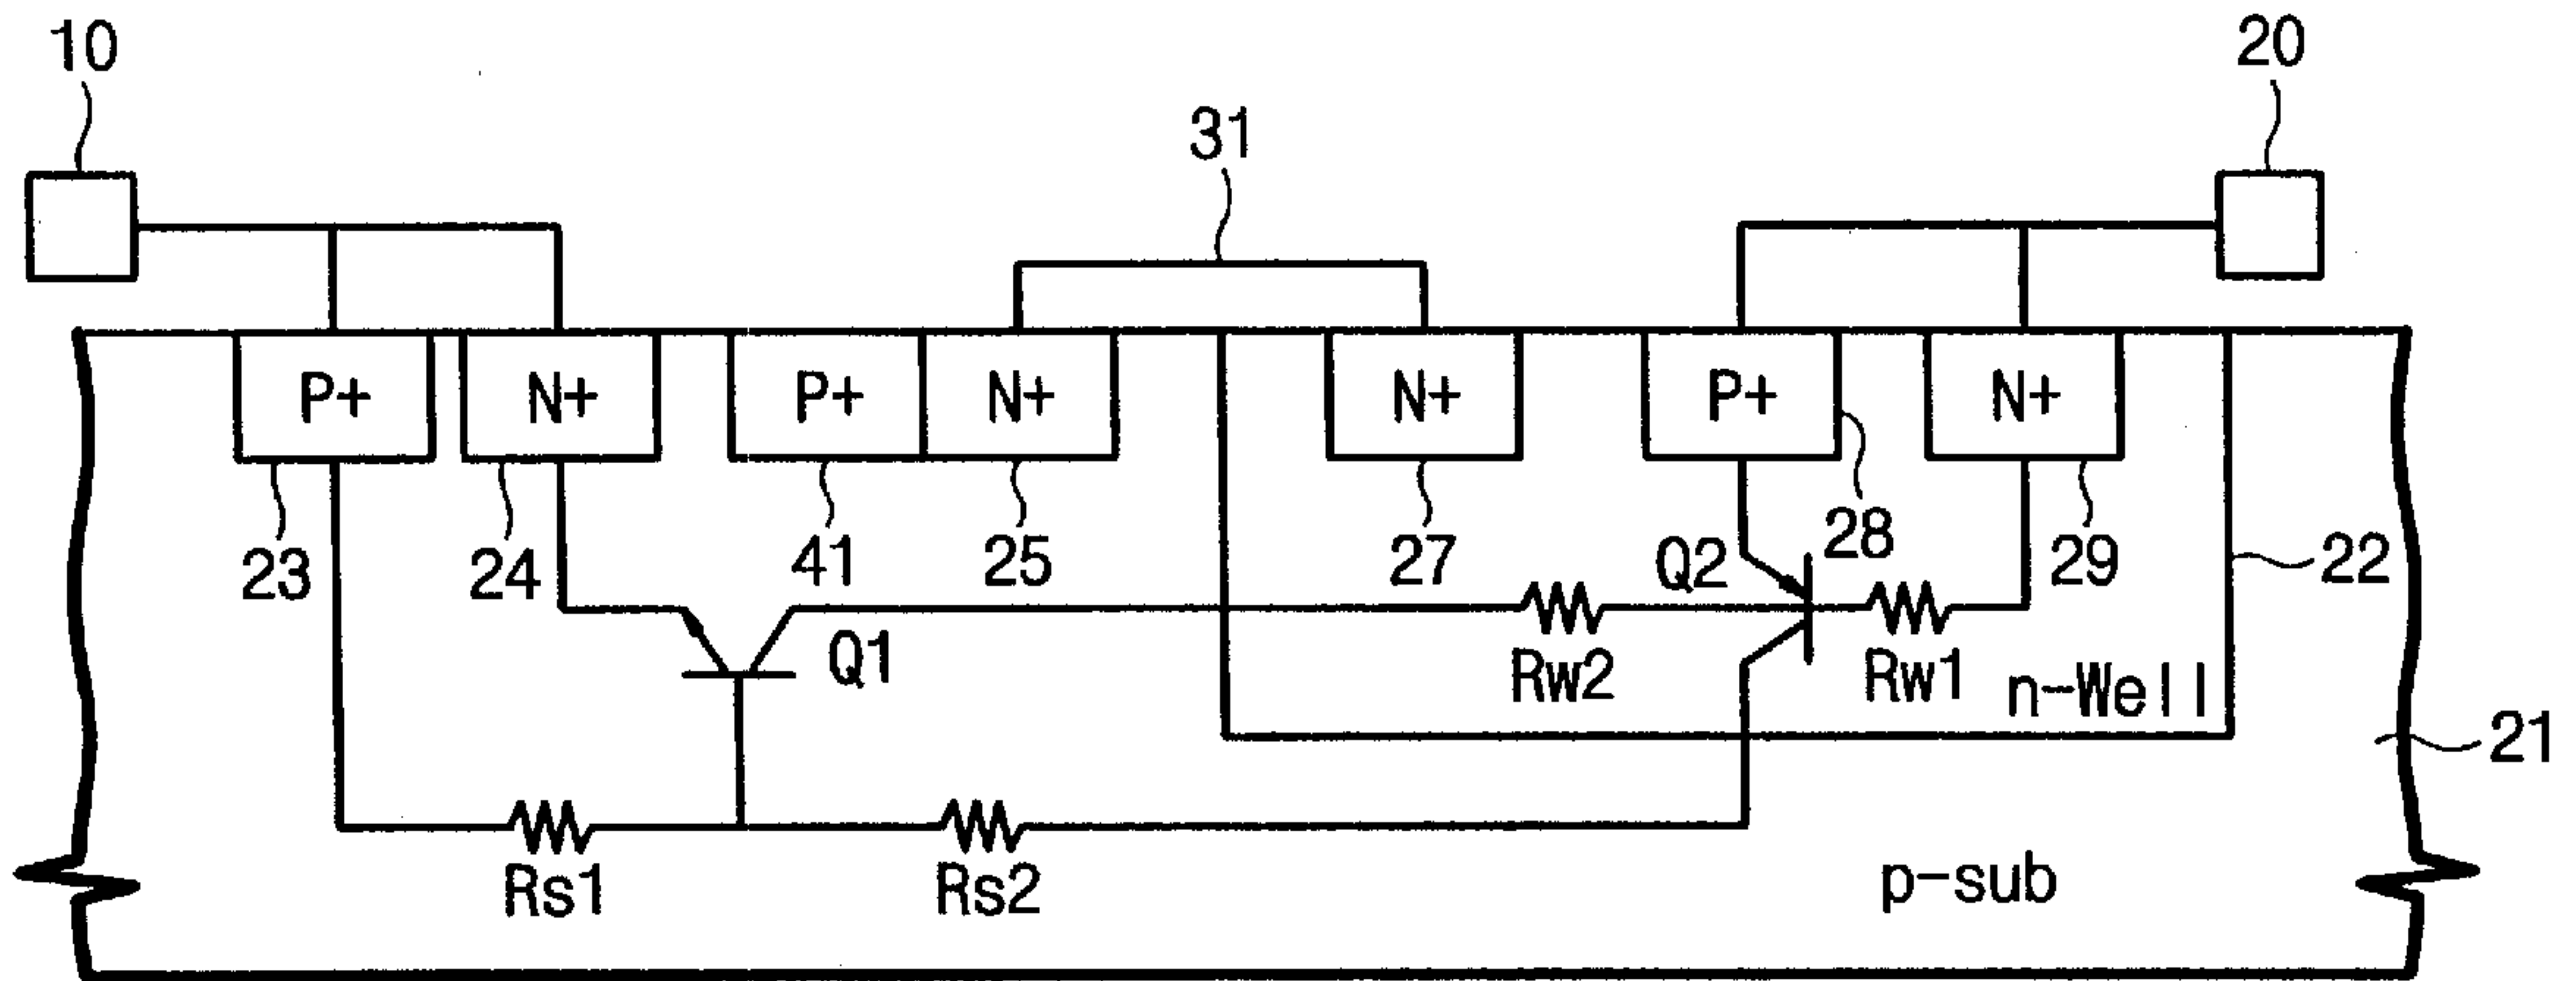 10
20
31
P+
N+
P+
N+
N+
P+
N+
23
24
41
25
27
28
29
22
Q1
Q2
Rw2
Rw1
n-Well
21
Rs1
Rs2
p-sub